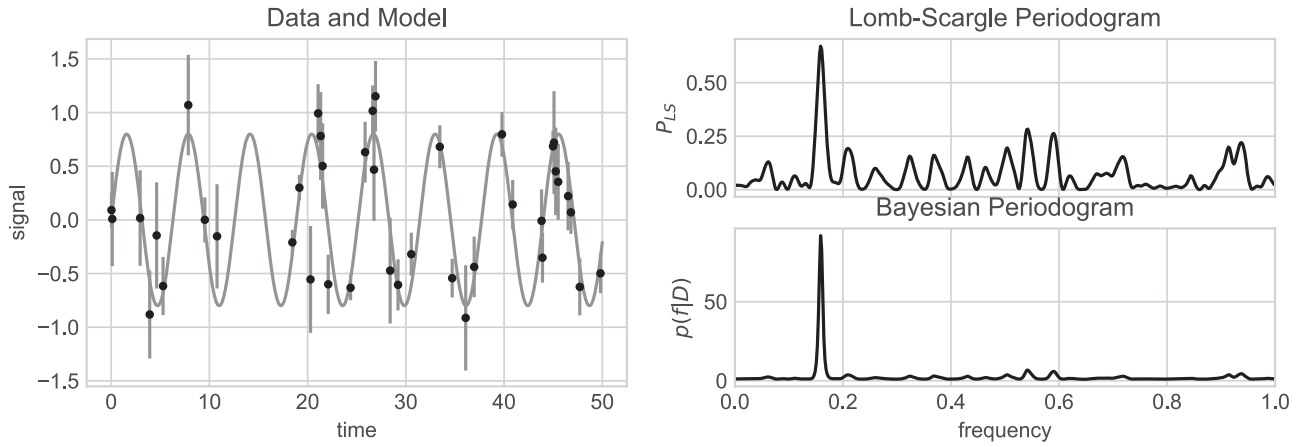 Data and Model
1.5
1.0
0.5
0.0
−0.5
−1.0
−1.5
signal
0 10 20 30 40 50
time
Lomb-Scargle Periodogram
0.50
0.25
0.00
P_LS
Bayesian Periodogram
50
0
p(f|D)
0.0 0.2 0.4 0.6 0.8 1.0
frequency